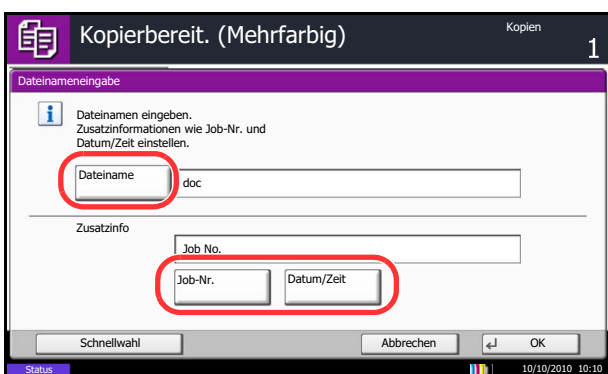 Kopierbereit. (Mehrfarbig)
Kopien
1
Dateinameneingabe
Dateinamen eingeben.
Zusatzinformationen wie Job-Nr. und
Datum/Zeit einstellen.
Dateiname
doc
Zusatzinfo
Job No.
Job-Nr.
Datum/Zeit
Schnellwahl
Abbrechen
OK
Status
10/10/2010 10:10